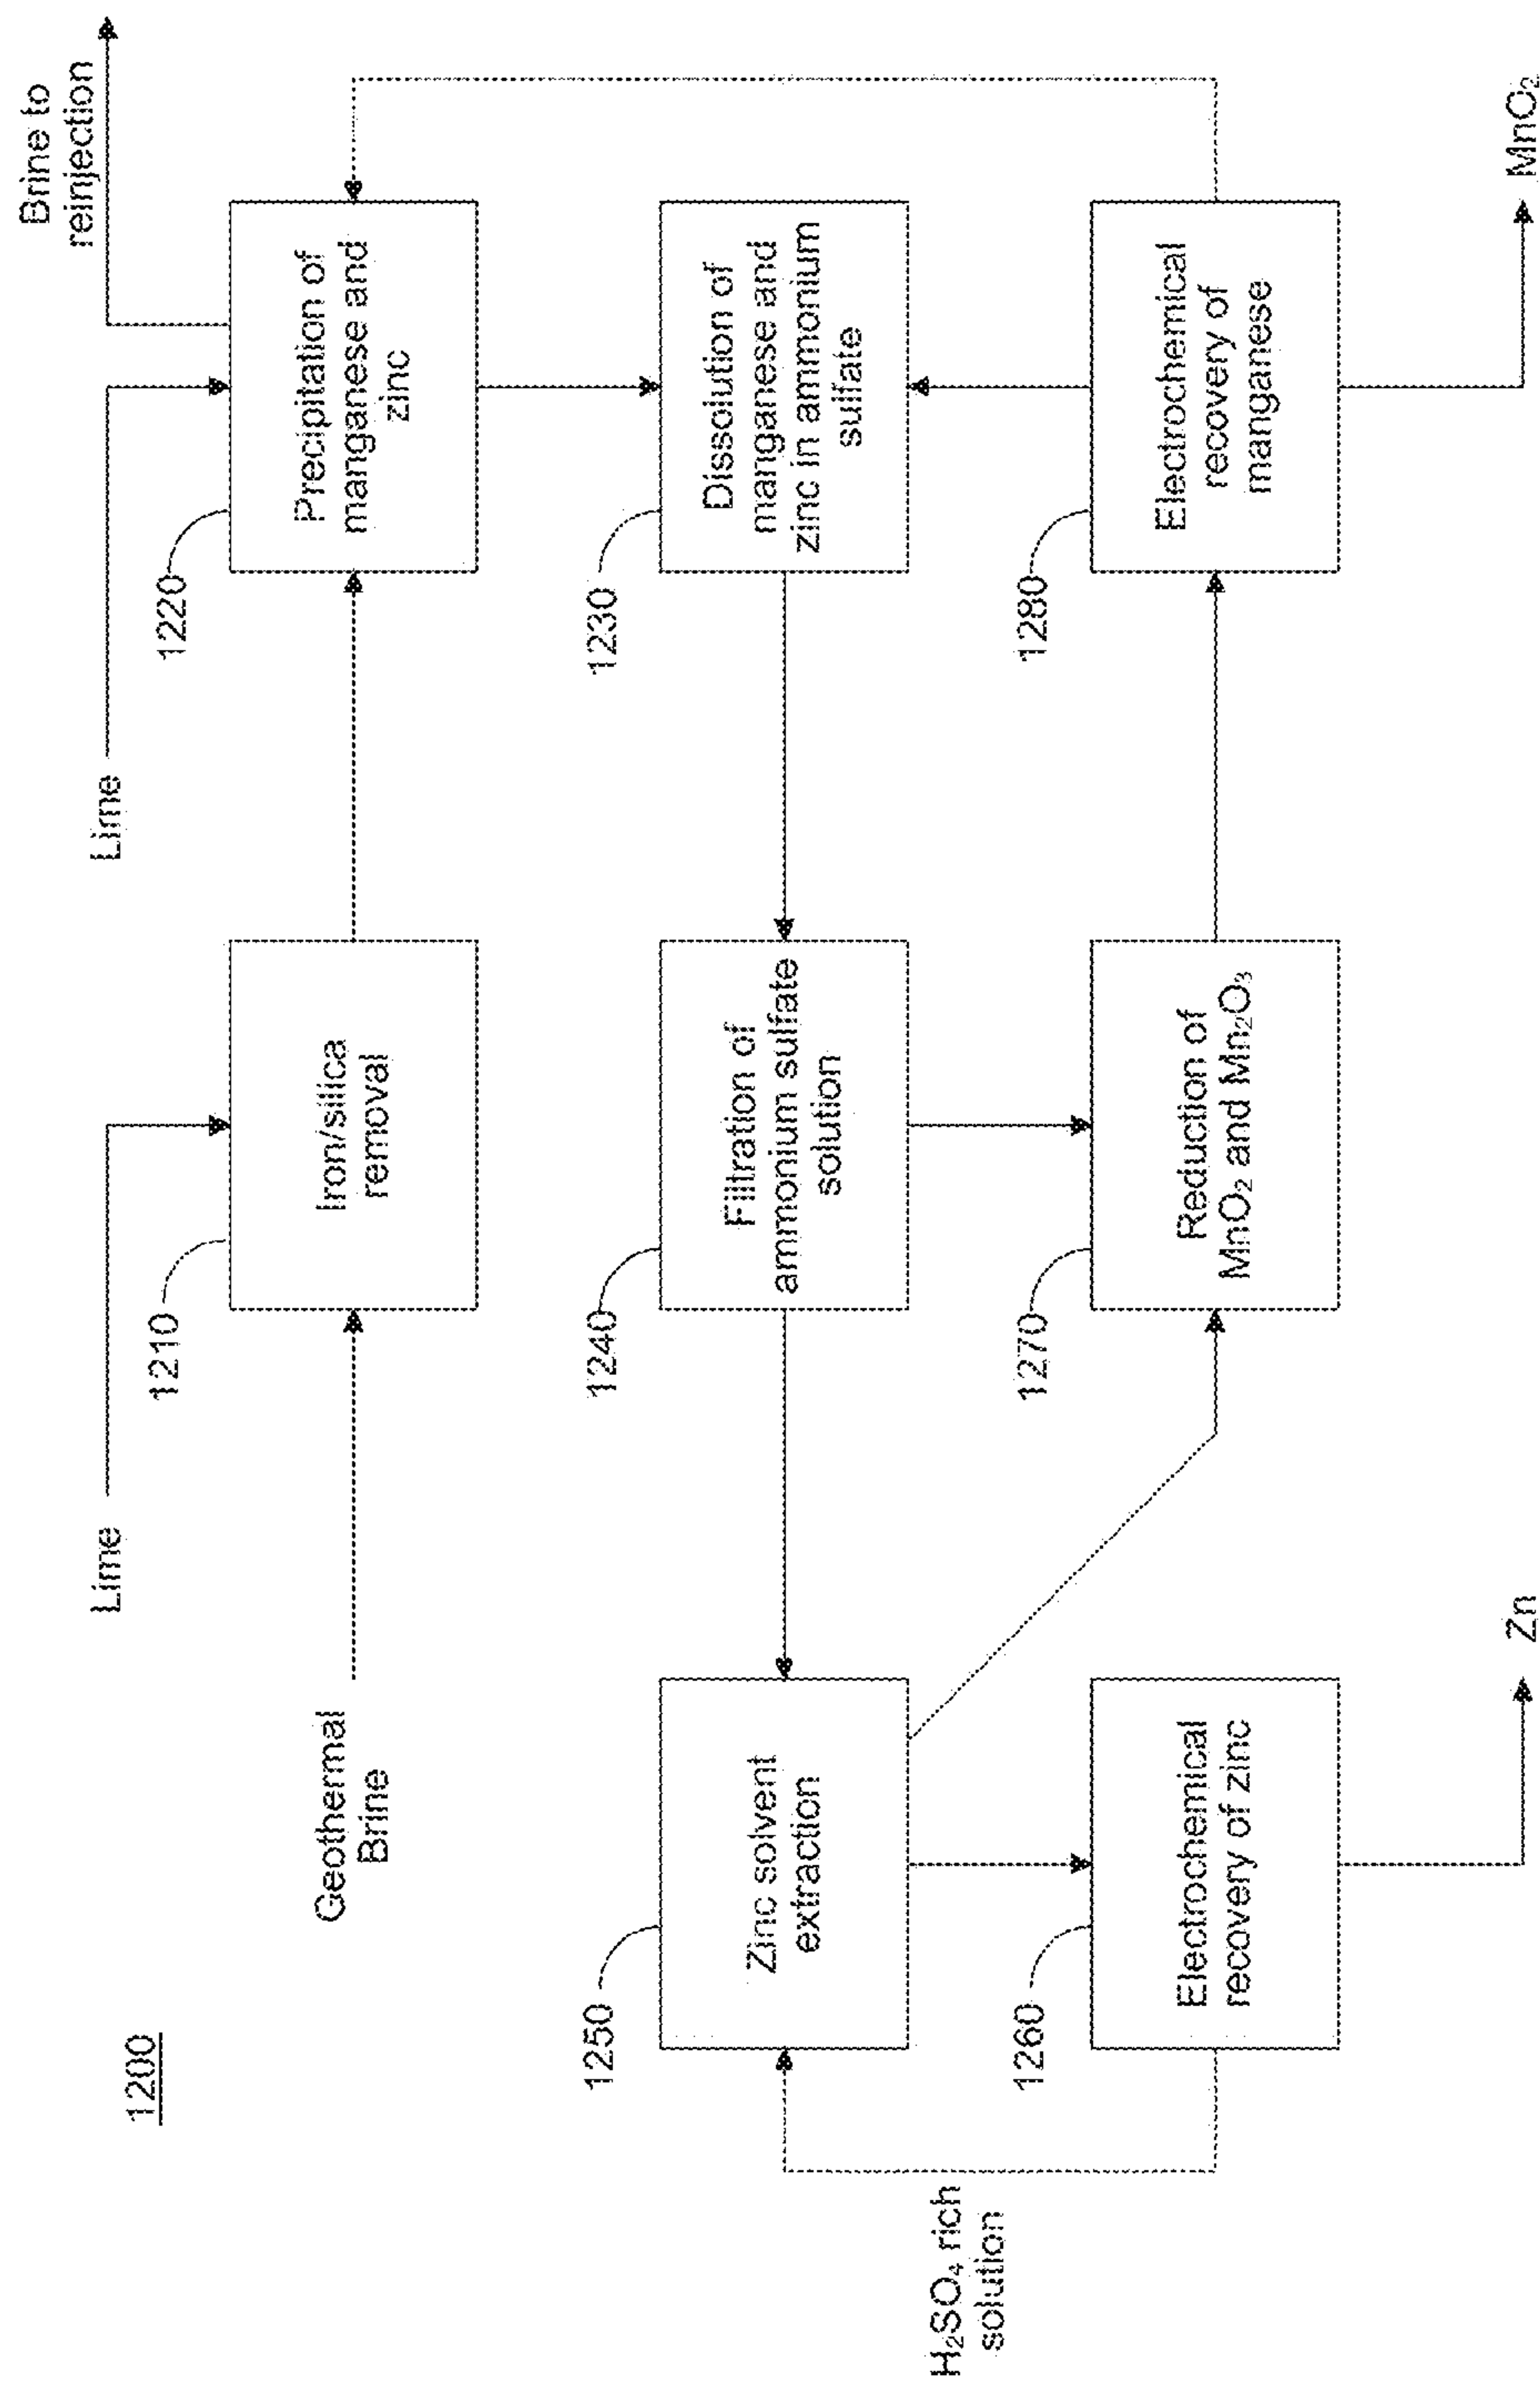 1200
Lime
Lime
Brine to
reinjection
Geothermal
Brine
1210
Iron/silica
removal
1220
Precipitation of
manganese and
zinc
1250
Zinc solvent
extraction
1240
Filtration of
ammonium sulfate
solution
1230
Dissolution of
manganese and
zinc in ammonium
sulfate
H₂SO₄ rich
solution
1260
Electrochemical
recovery of zinc
1270
Reduction of
MnO₂ and Mn₂O₃
1280
Electrochemical
recovery of
manganese
Zn
MnO₂